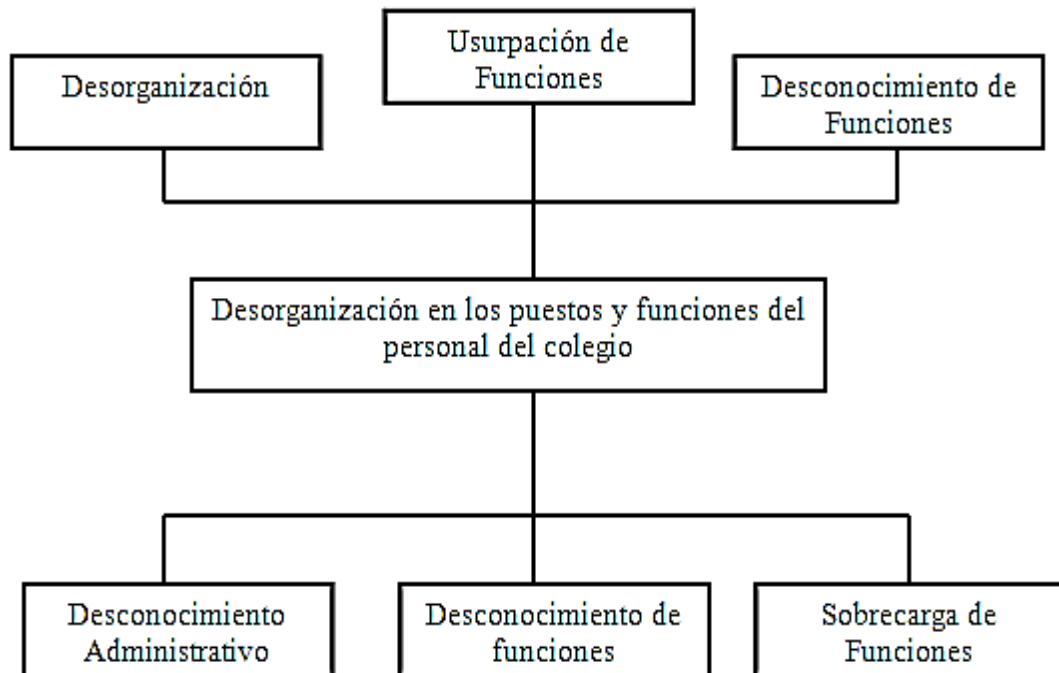 Usurpación de
Funciones
Desorganización
Desconocimiento de
Funciones
Desorganización en los puestos y funciones del
personal del colegio
Desconocimiento
Administrativo
Desconocimiento de
funciones
Sobrecarga de
Funciones